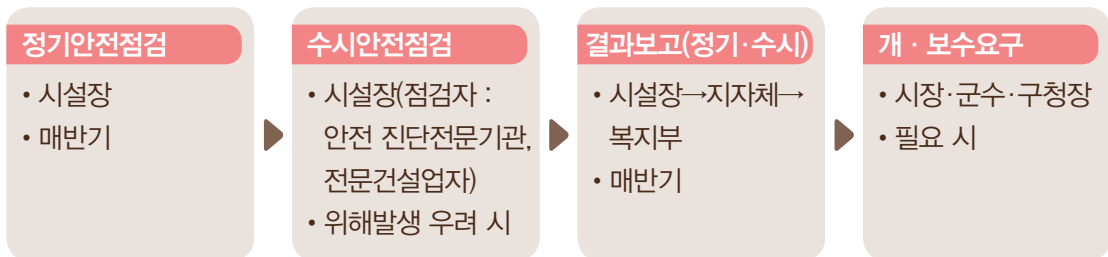 정기안전점검
• 시설장
• 매반기
수시안전점검
• 시설장(점검자 :
안전 진단전문기관,
전문건설업자)
• 위해발생 우려 시
결과보고(정기·수시)
• 시설장→지자체→
복지부
• 매반기
개 · 보수요구
• 시장·군수·구청장
• 필요 시